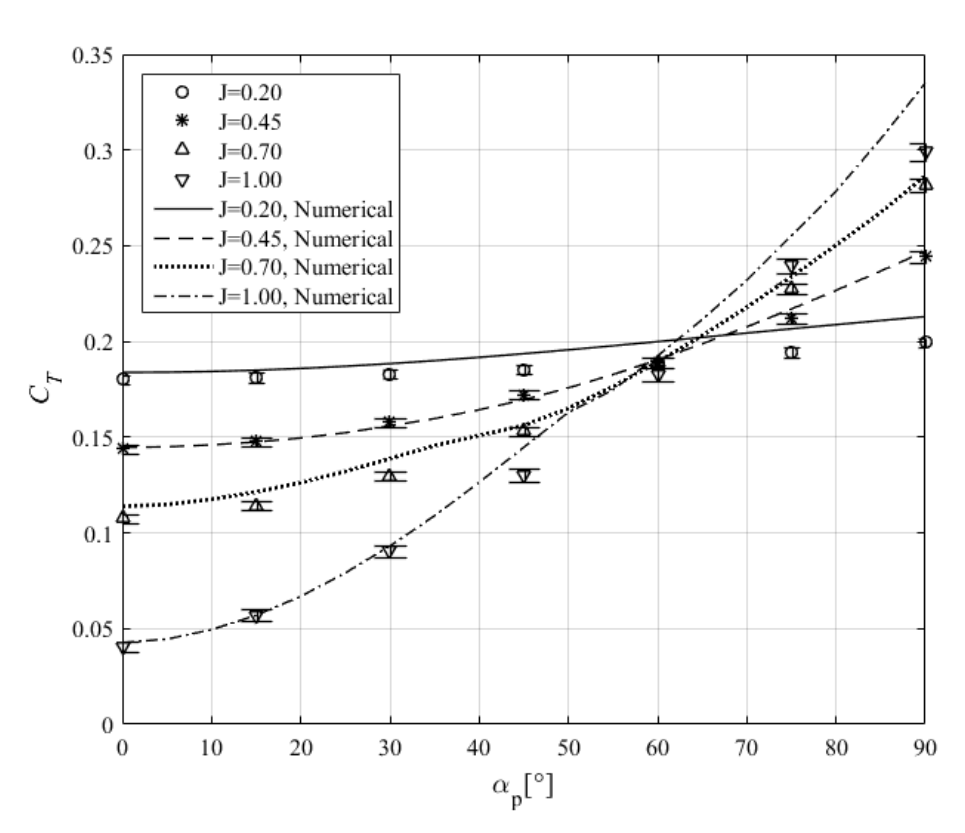 0.35
0.3
0.25
0.2
0.15
0.1
0.05
0
C_T
J=0.20
J=0.45
J=0.70
J=1.00
J=0.20, Numerical
J=0.45, Numerical
J=0.70, Numerical
J=1.00, Numerical
0 10 20 30 40 50 60 70 80 90
α_p[°]